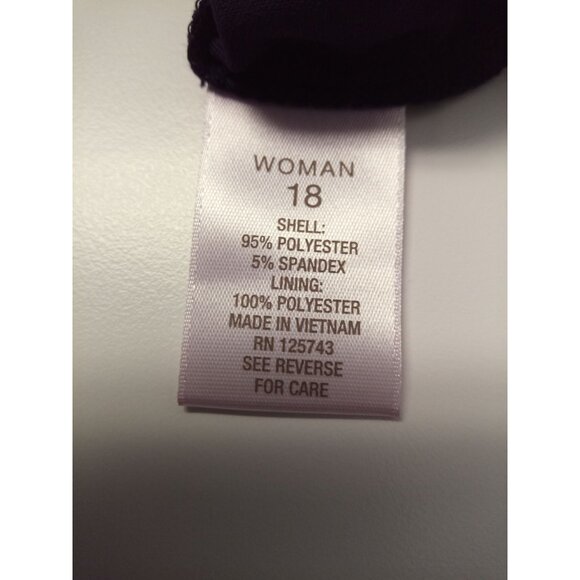 WOMAN
18
SHELL:
95% POLYESTER
5% SPANDEX
LINING:
100% POLYESTER
MADE IN VIETNAM
RN 125743
SEE REVERSE
FOR CARE